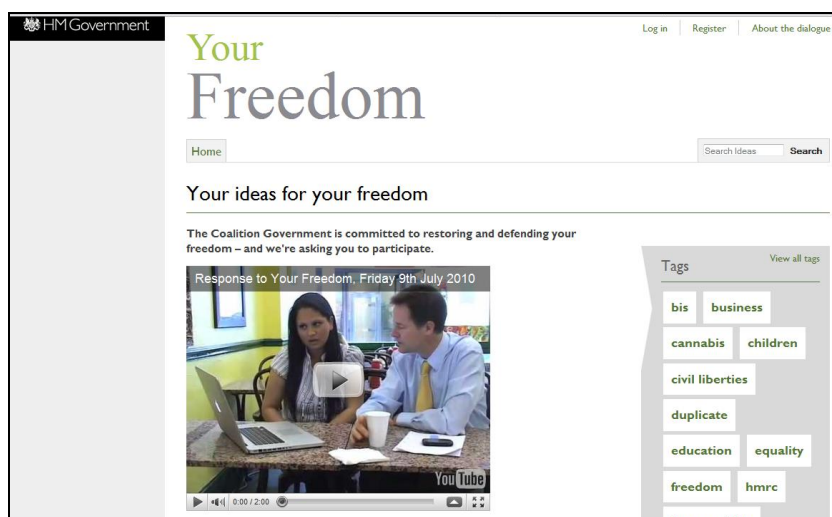 HM Government
Log in Register About the dialogue
Your
Freedom
Home
Search Ideas Search
Your ideas for your freedom
The Coalition Government is committed to restoring and defending your
freedom – and we're asking you to participate.
Response to Your Freedom, Friday 9th July 2010
YouTube
0:00 / 2:00
Tags View all tags
bis business
cannabis children
civil liberties
duplicate
education equality
freedom hmrc